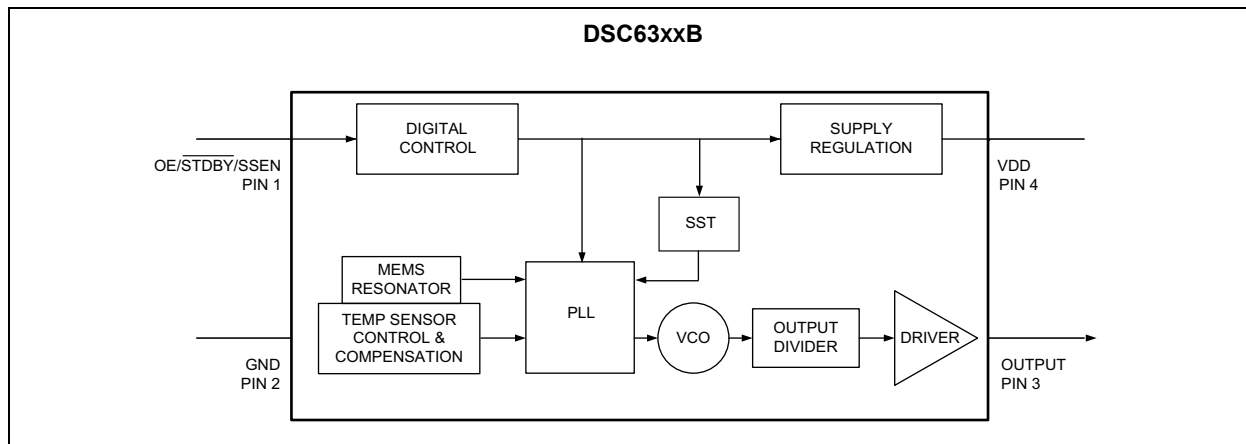 DSC63xxB
DIGITAL
CONTROL
SUPPLY
REGULATION
OE/STDBY/SSEN
PIN 1
VDD
PIN 4
SST
MEMS
RESONATOR
TEMP SENSOR
CONTROL &
COMPENSATION
PLL
VCO
OUTPUT
DIVIDER
DRIVER
GND
PIN 2
OUTPUT
PIN 3